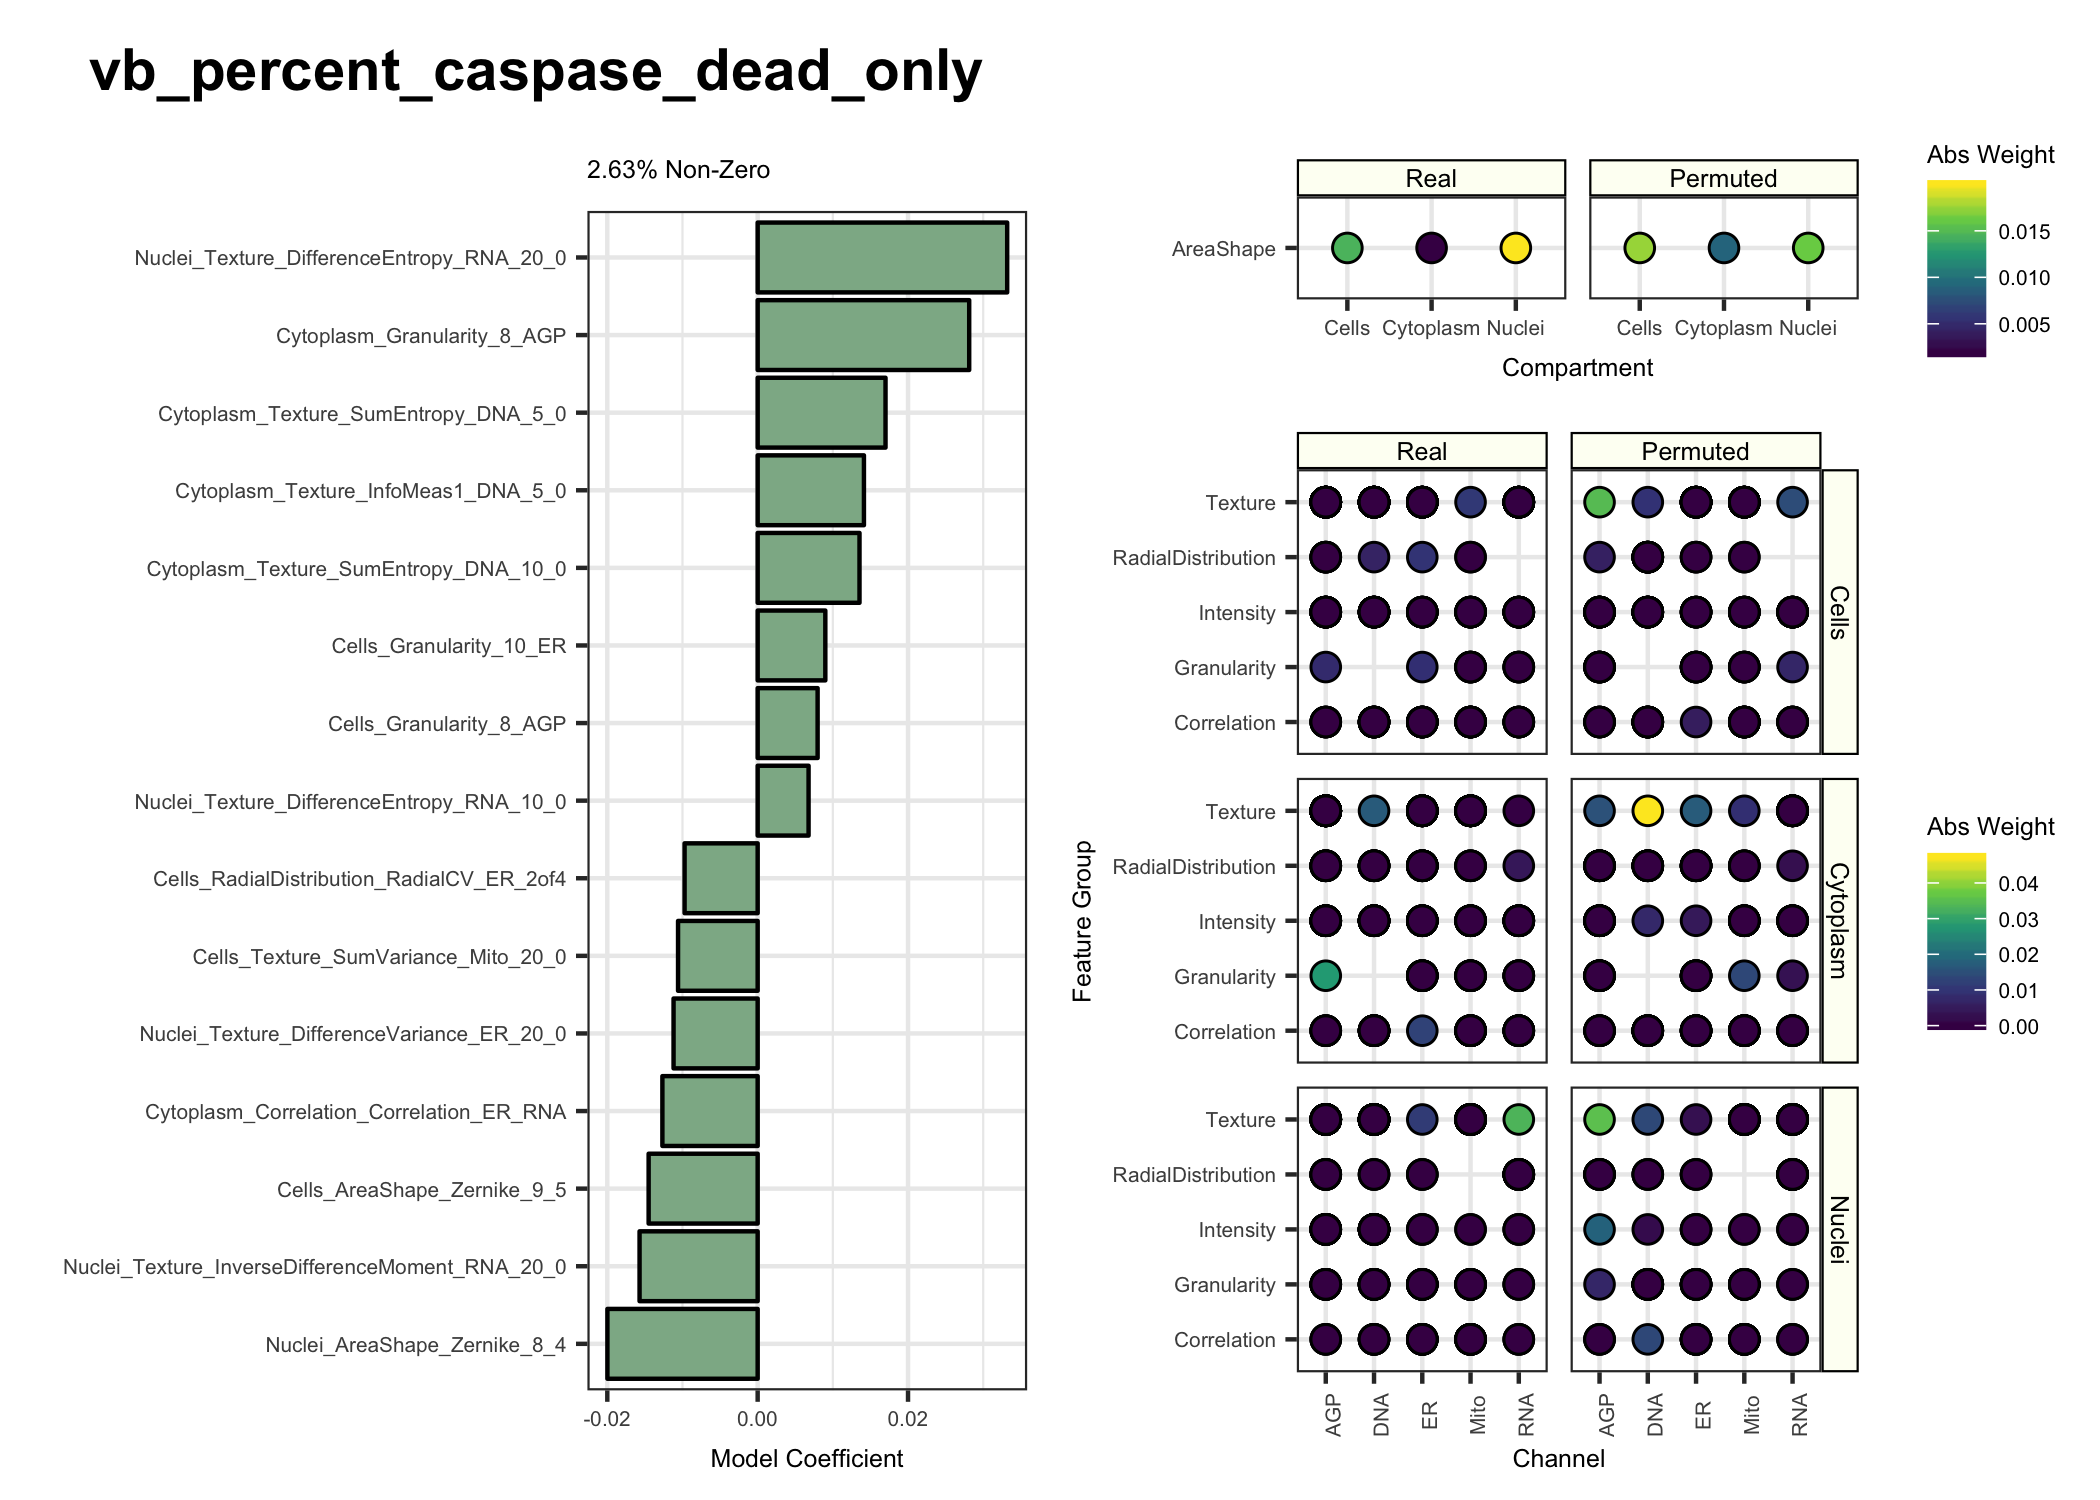 vb_percent_caspase_dead_only
2.63% Non-Zero
Nuclei_Texture_DifferenceEntropy_RNA_20_0
Cytoplasm_Granularity_8_AGP
Cytoplasm_Texture_SumEntropy_DNA_5_0
Cytoplasm_Texture_InfoMeas1_DNA_5_0
Cytoplasm_Texture_SumEntropy_DNA_10_0
Cells_Granularity_10_ER
Cells_Granularity_8_AGP
Nuclei_Texture_DifferenceEntropy_RNA_10_0
Cells_RadialDistribution_RadialCV_ER_2of4
Cells_Texture_SumVariance_Mito_20_0
Nuclei_Texture_DifferenceVariance_ER_20_0
Cytoplasm_Correlation_Correlation_ER_RNA
Cells_AreaShape_Zernike_9_5
Nuclei_Texture_InverseDifferenceMoment_RNA_20_0
Nuclei_AreaShape_Zernike_8_4
-0.02 0.00 0.02
Model Coefficient
Real Permuted
AreaShape
Cells Cytoplasm Nuclei Cells Cytoplasm Nuclei
Compartment
Abs Weight
0.015
0.010
0.005
Real Permuted
Feature Group
Texture
RadialDistribution
Intensity
Granularity
Correlation
Cells
Texture
RadialDistribution
Intensity
Granularity
Correlation
Cytoplasm
Texture
RadialDistribution
Intensity
Granularity
Correlation
Nuclei
AGP DNA ER Mito RNA AGP DNA ER Mito RNA
Channel
Abs Weight
0.04
0.03
0.02
0.01
0.00